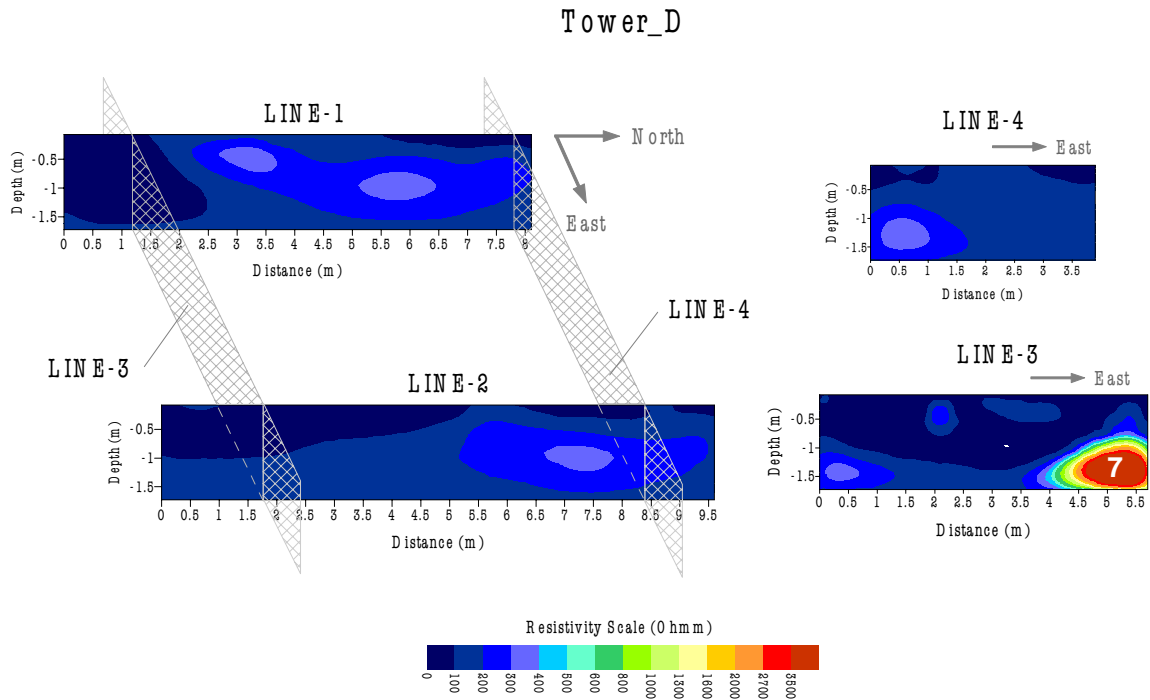 Tower_D
LINE-1
North
East
Depth (m)
-0.5
-1
-1.5
0 0.5 1 1.5 2 2.5 3 3.5 4 4.5 5 5.5 6 6.5 7 7.5 8
Distance (m)
LINE-4
East
Depth (m)
-0.5
-1
-1.5
0 0.5 1 1.5 2 2.5 3 3.5
Distance (m)
LINE-3
LINE-4
LINE-2
Depth (m)
-0.5
-1
-1.5
0 0.5 1 1.5 2 2.5 3 3.5 4 4.5 5 5.5 6 6.5 7 7.5 8 8.5 9 9.5
Distance (m)
LINE-3
East
Depth (m)
-0.5
-1
-1.5
7
0 0.5 1 1.5 2 2.5 3 3.5 4 4.5 5 5.5
Distance (m)
Resistivity Scale (Ohmm)
0 100 200 300 400 500 600 800 1000 1300 1600 2000 2700 3500